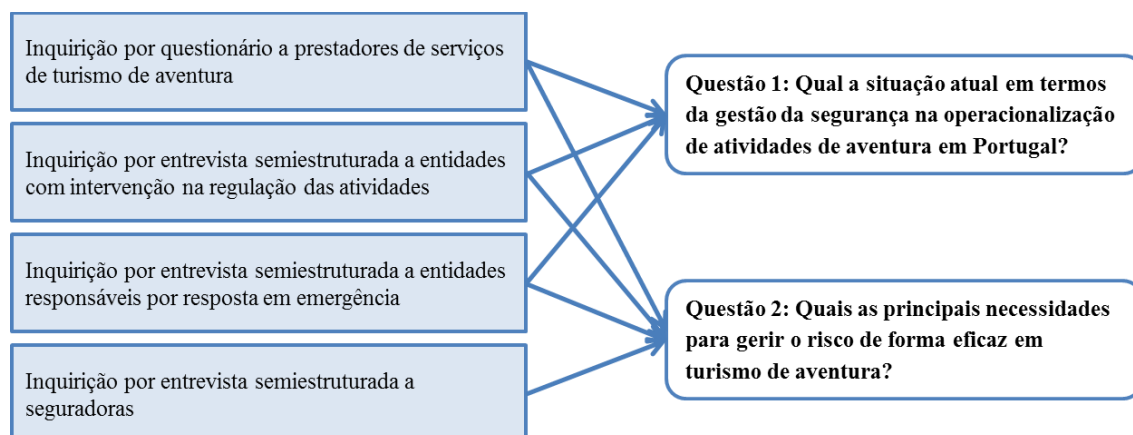 Inquirição por questionário a prestadores de serviços
de turismo de aventura
Inquirição por entrevista semiestruturada a entidades
com intervenção na regulação das atividades
Inquirição por entrevista semiestruturada a entidades
responsáveis por resposta em emergência
Inquirição por entrevista semiestruturada a
seguradoras
Questão 1: Qual a situação atual em termos
da gestão da segurança na operacionalização
de atividades de aventura em Portugal?
Questão 2: Quais as principais necessidades
para gerir o risco de forma eficaz em
turismo de aventura?